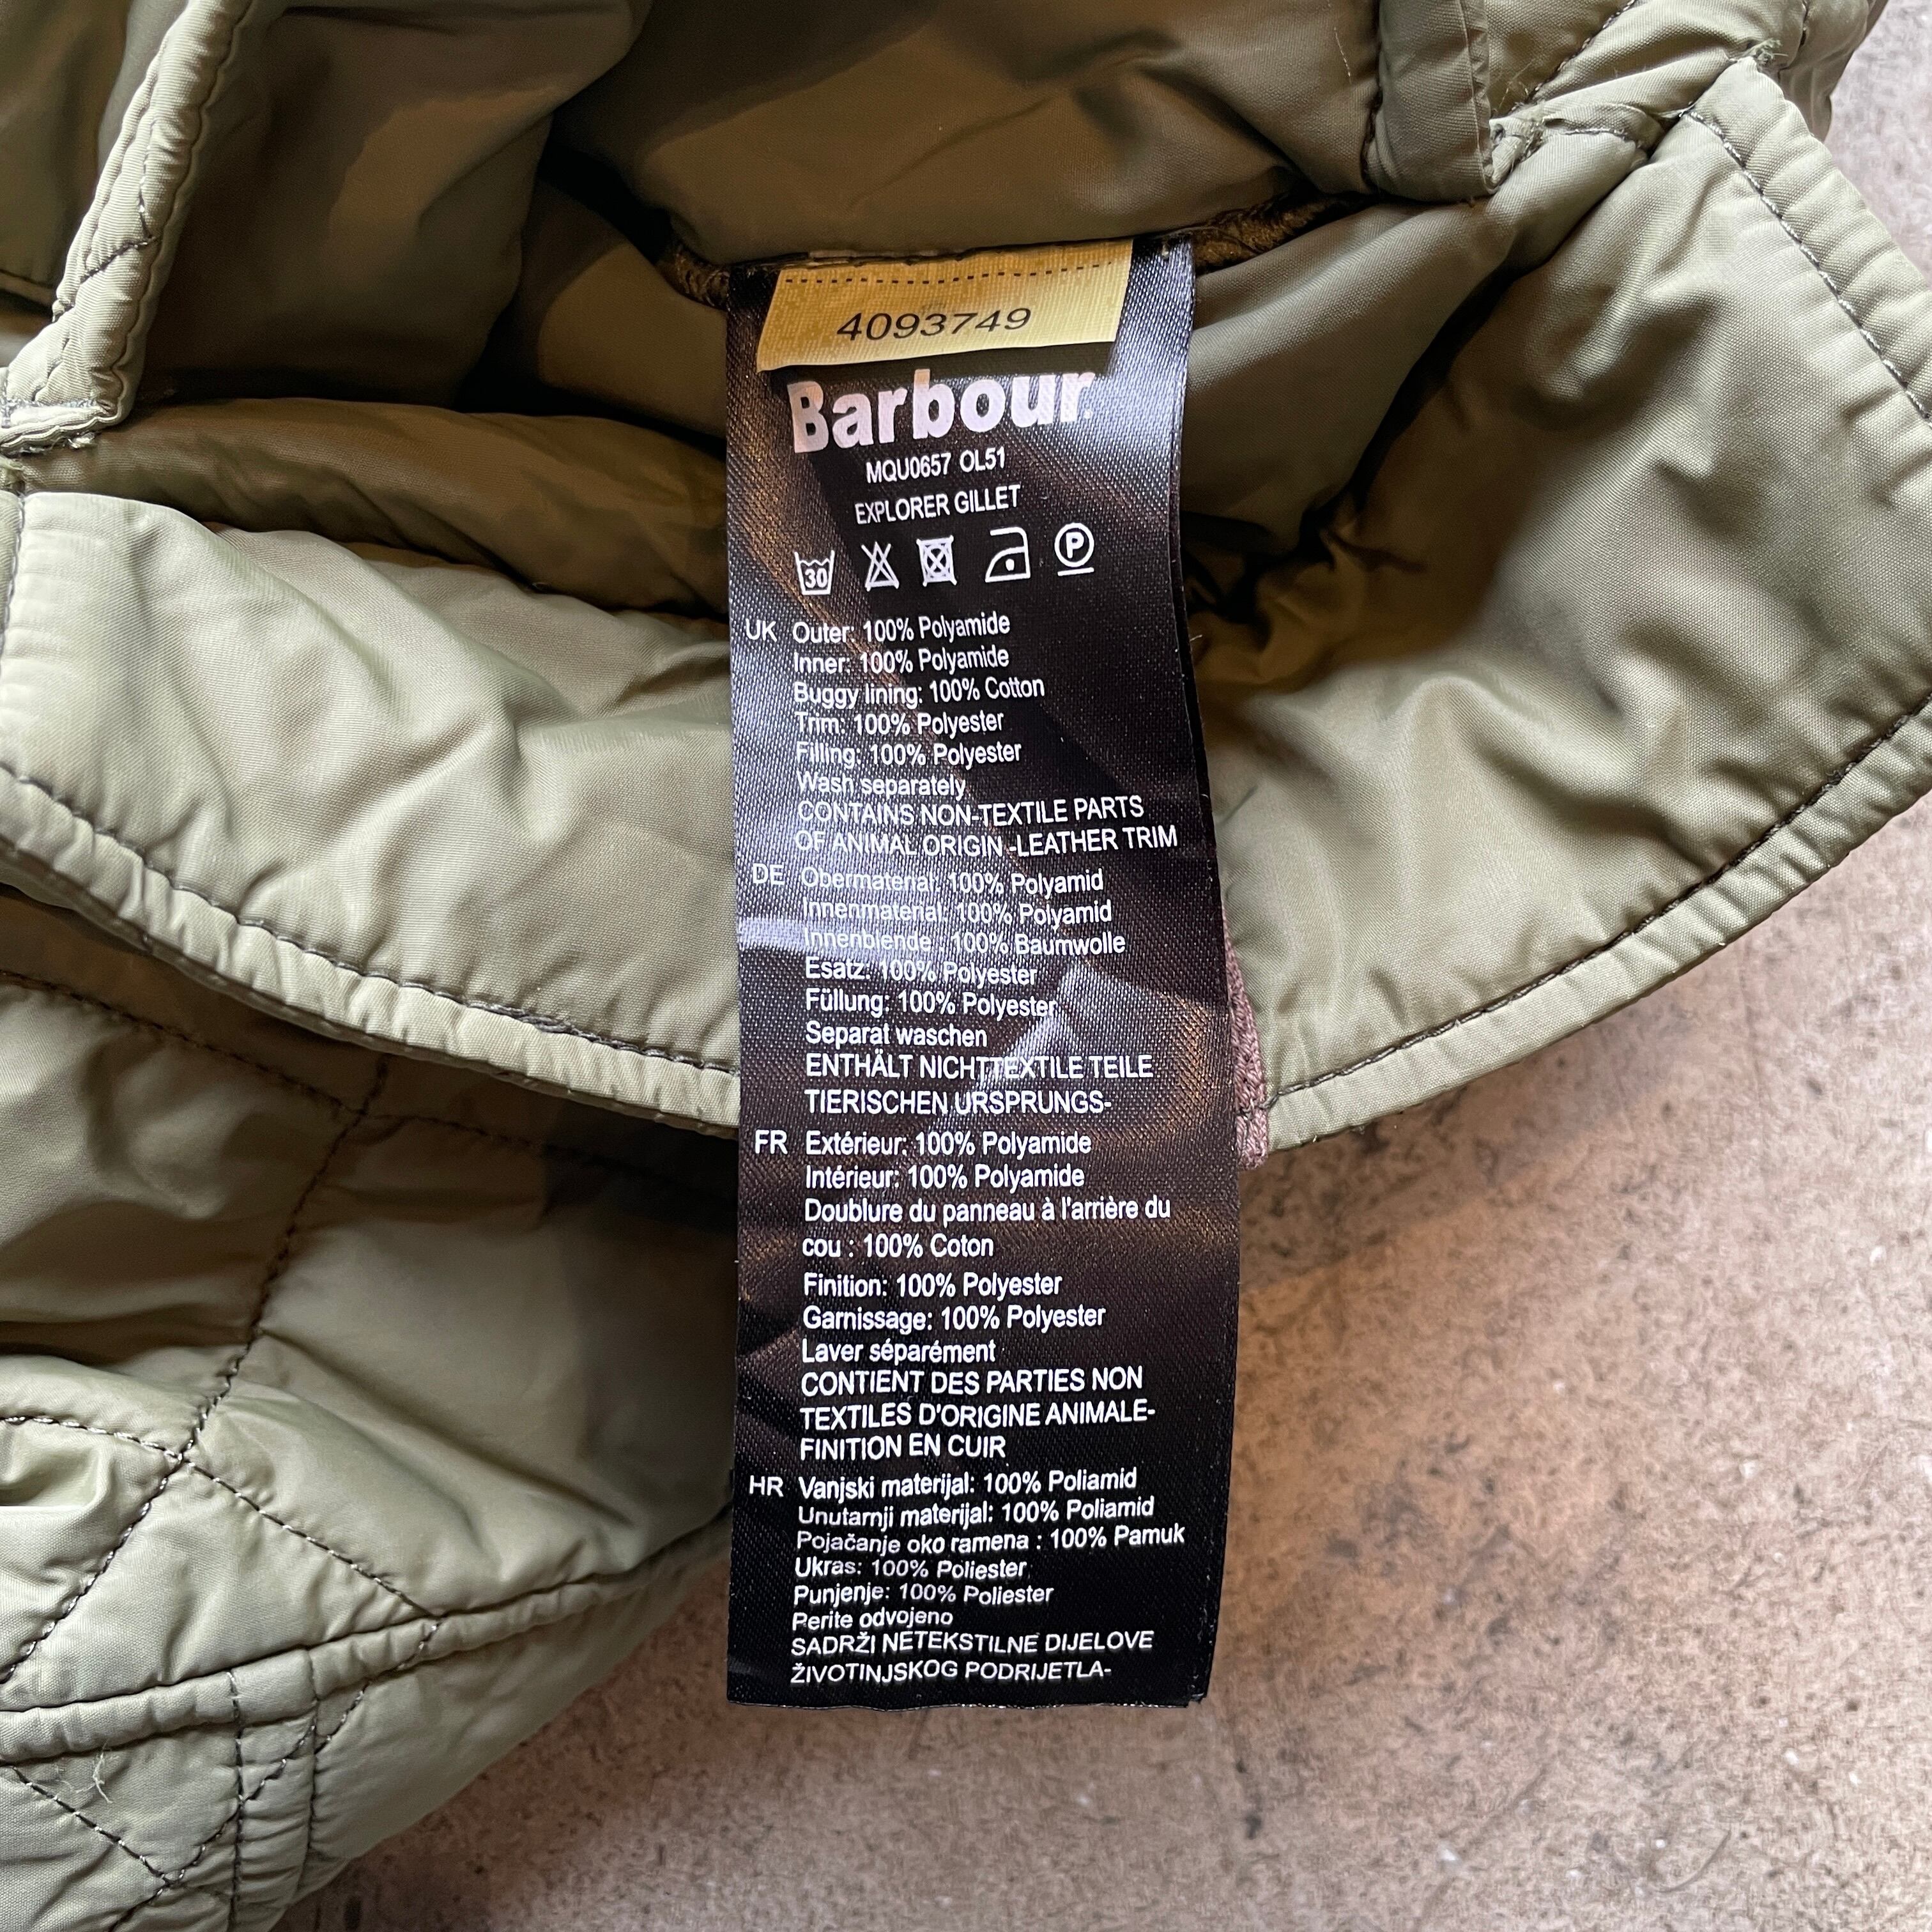 4093749
Barbour
MQU0657 OL51
EXPLORER GILLET
30 P
UK Outer: 100% Polyamide
Inner: 100% Polyamide
Buggy lining: 100% Cotton
Trim: 100% Polyester
Filling: 100% Polyester
Wash separately
CONTAINS NON-TEXTILE PARTS
OF ANIMAL ORIGIN -LEATHER TRIM
DE Obermaterial: 100% Polyamid
Innenmaterial: 100% Polyamid
Innenblende : 100% Baumwolle
Esatz: 100% Polyester
Füllung: 100% Polyester
Separat waschen
ENTHÄLT NICHTTEXTILE TEILE
TIERISCHEN URSPRUNGS-
FR Extérieur: 100% Polyamide
Intérieur: 100% Polyamide
Doublure du panneau à l'arrière du
cou : 100% Coton
Finition: 100% Polyester
Garnissage: 100% Polyester
Laver séparément
CONTIENT DES PARTIES NON
TEXTILES D'ORIGINE ANIMALE-
FINITION EN CUIR
HR Vanjski materijal: 100% Poliamid
Unutarnji materijal: 100% Poliamid
Pojačanje oko ramena : 100% Pamuk
Ukras: 100% Poliester
Punjenje: 100% Poliester
Perite odvojeno
SADRŽI NETEKSTILNE DIJELOVE
ŽIVOTINJSKOG PODRIJETLA-